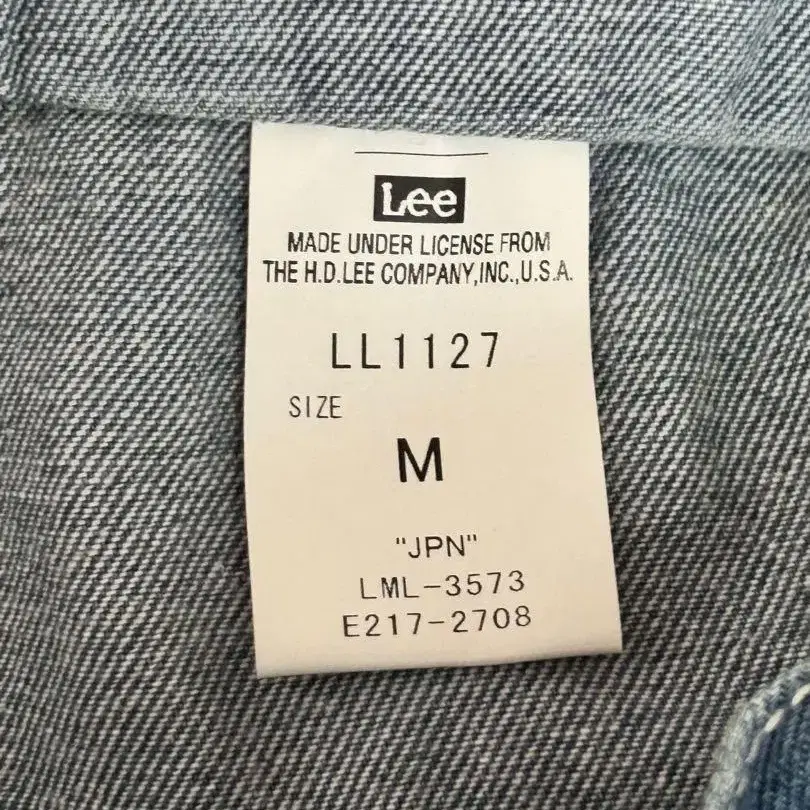 Lee
MADE UNDER LICENSE FROM
THE H.D.LEE COMPANY,INC.,U.S.A.
LL1127
SIZE
M
"JPN"
LML-3573
E217-2708